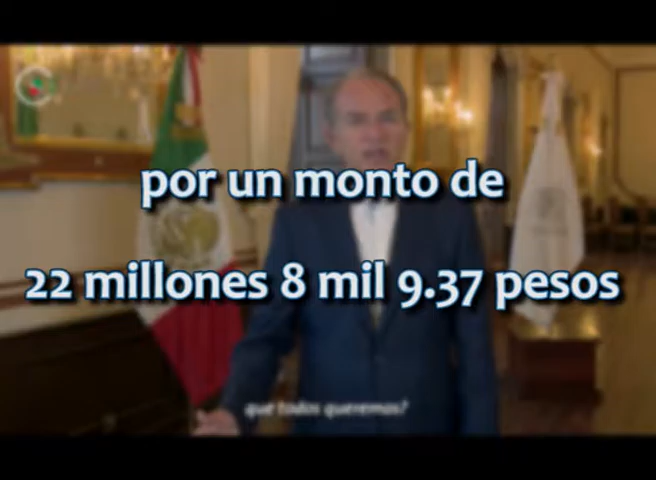 por un monto de
22 millones 8 mil 9.37 pesos
que todos queremos?